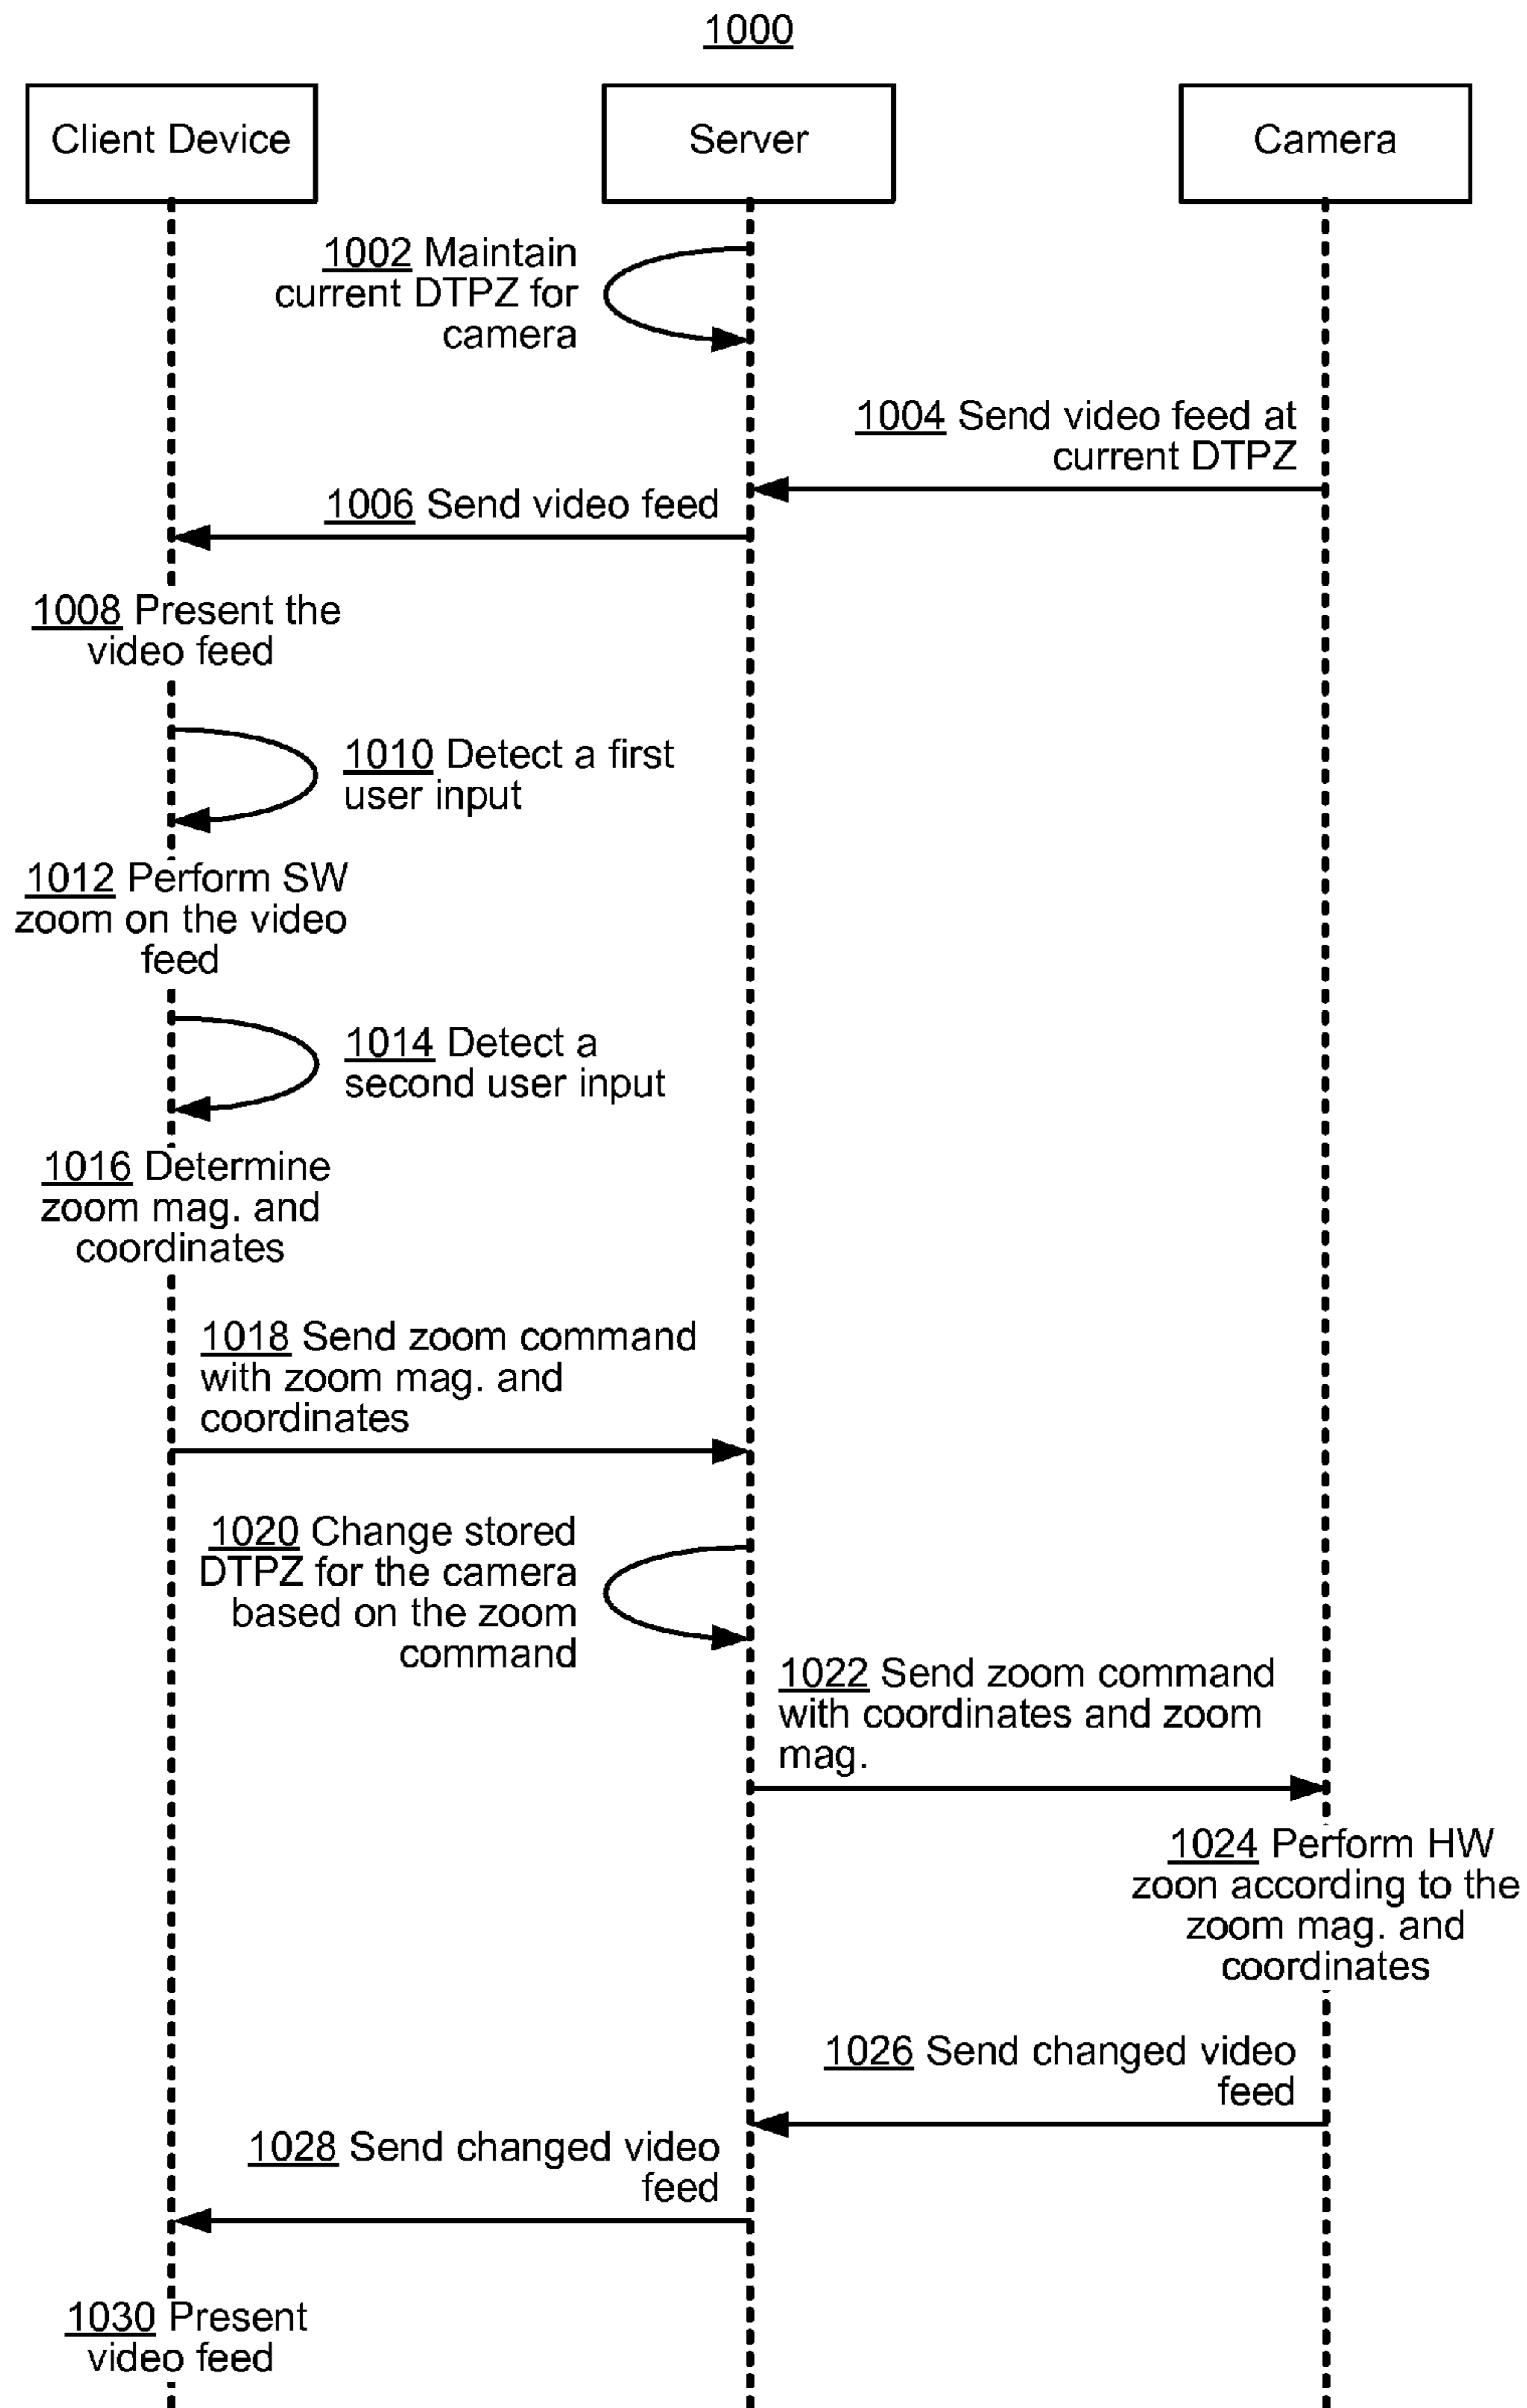 1000
Client Device
Server
Camera
1002 Maintain
current DTPZ for
camera
1004 Send video feed at
current DTPZ
1006 Send video feed
1008 Present the
video feed
1010 Detect a first
user input
1012 Perform SW
zoom on the video
feed
1014 Detect a
second user input
1016 Determine
zoom mag. and
coordinates
1018 Send zoom command
with zoom mag. and
coordinates
1020 Change stored
DTPZ for the camera
based on the zoom
command
1022 Send zoom command
with coordinates and zoom
mag.
1024 Perform HW
zoon according to the
zoom mag. and
coordinates
1026 Send changed video
feed
1028 Send changed video
feed
1030 Present
video feed